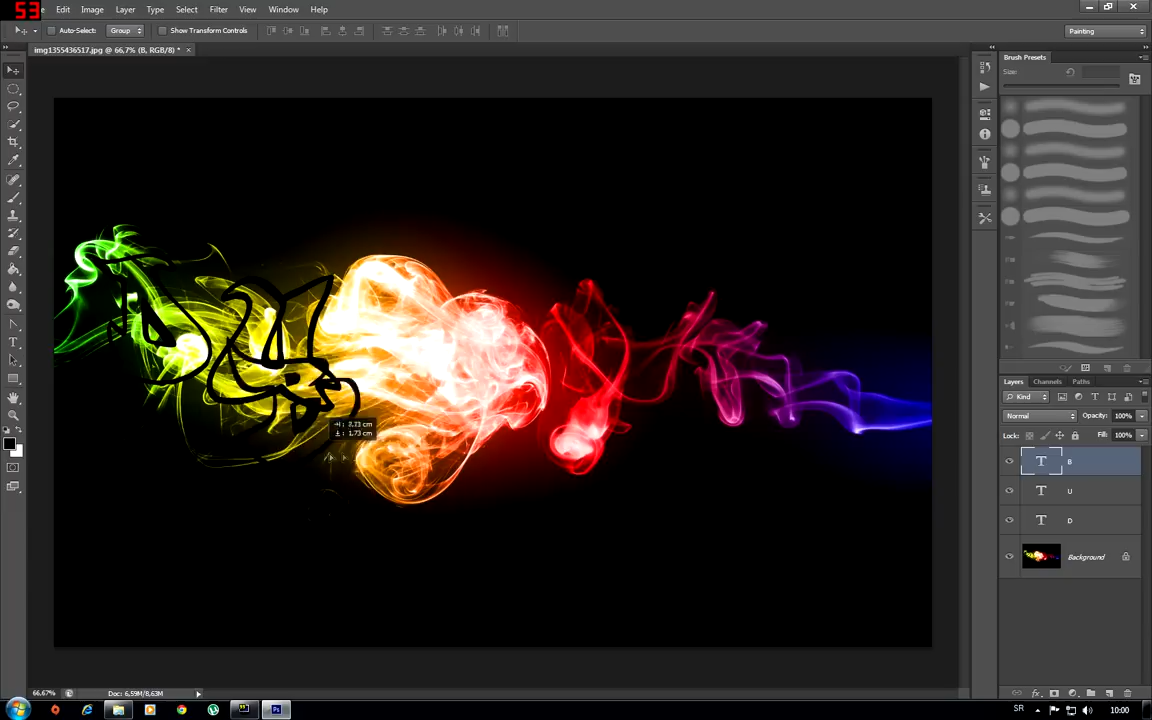 53
Edit Image Layer Type Select Filter View Window Help
Auto-Select: Group Show Transform Controls Painting
img1355436517.jpg @ 66,7% (B, RGB/8) * ×
Brush Presets
Size:
D U B
Layers Channels Paths
Kind
Normal Opacity: 100%
Lock: Fill: 100%
T B
T U
T D
Background
66,67% Doc: 6,59M/8,63M
SR 10:00